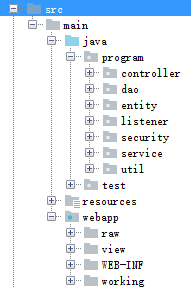 src
main
java
program
controller
dao
entity
listener
security
service
util
test
resources
webapp
raw
view
WEB-INF
working